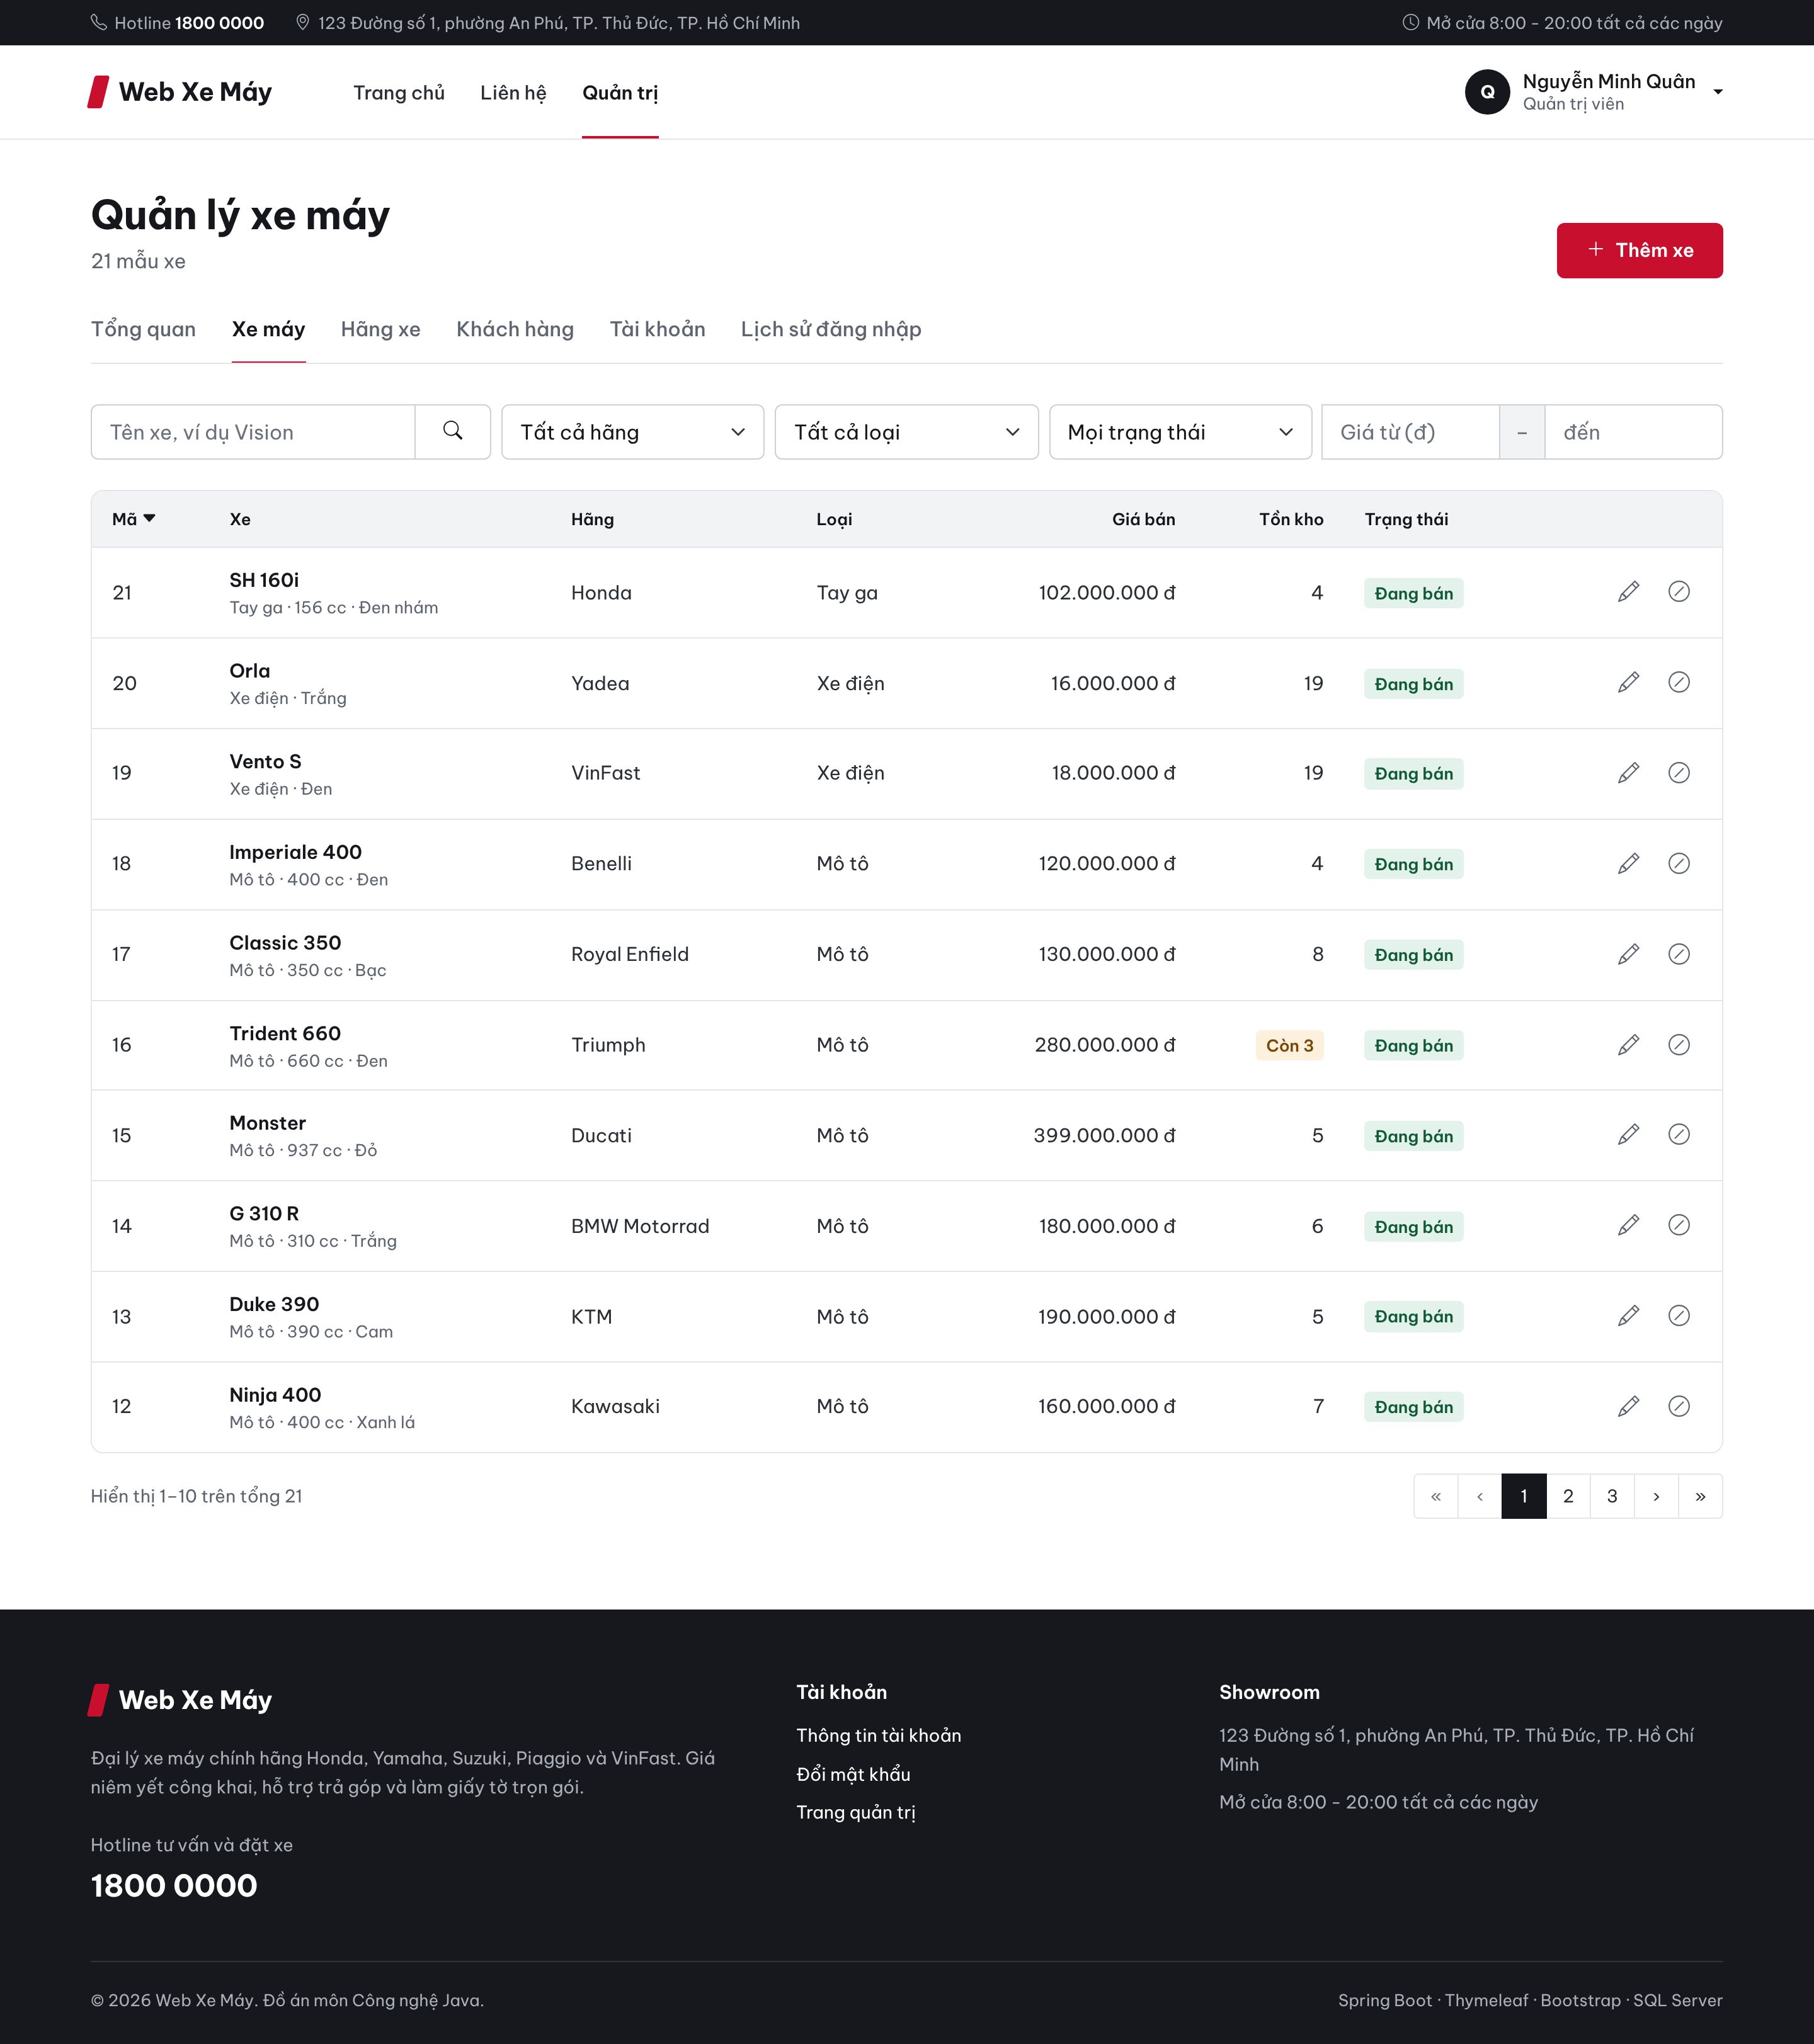 Hotline 1800 0000 123 Đường số 1, phường An Phú, TP. Thủ Đức, TP. Hồ Chí Minh Mở cửa 8:00 - 20:00 tất cả các ngày
Web Xe Máy Trang chủ Liên hệ Quản trị
Q Nguyễn Minh Quân
Quản trị viên
Quản lý xe máy
21 mẫu xe
Thêm xe
Tổng quan Xe máy Hãng xe Khách hàng Tài khoản Lịch sử đăng nhập
Tên xe, ví dụ Vision Tất cả hãng Tất cả loại Mọi trạng thái Giá từ (đ) – đến
Mã Xe Hãng Loại Giá bán Tồn kho Trạng thái
21 SH 160i Honda Tay ga 102.000.000 đ 4 Đang bán
Tay ga · 156 cc · Đen nhám
20 Orla Yadea Xe điện 16.000.000 đ 19 Đang bán
Xe điện · Trắng
19 Vento S VinFast Xe điện 18.000.000 đ 19 Đang bán
Xe điện · Đen
18 Imperiale 400 Benelli Mô tô 120.000.000 đ 4 Đang bán
Mô tô · 400 cc · Đen
17 Classic 350 Royal Enfield Mô tô 130.000.000 đ 8 Đang bán
Mô tô · 350 cc · Bạc
16 Trident 660 Triumph Mô tô 280.000.000 đ Còn 3 Đang bán
Mô tô · 660 cc · Đen
15 Monster Ducati Mô tô 399.000.000 đ 5 Đang bán
Mô tô · 937 cc · Đỏ
14 G 310 R BMW Motorrad Mô tô 180.000.000 đ 6 Đang bán
Mô tô · 310 cc · Trắng
13 Duke 390 KTM Mô tô 190.000.000 đ 5 Đang bán
Mô tô · 390 cc · Cam
12 Ninja 400 Kawasaki Mô tô 160.000.000 đ 7 Đang bán
Mô tô · 400 cc · Xanh lá
Hiển thị 1–10 trên tổng 21 « ‹ 1 2 3 › »
Web Xe Máy
Đại lý xe máy chính hãng Honda, Yamaha, Suzuki, Piaggio và VinFast. Giá
niêm yết công khai, hỗ trợ trả góp và làm giấy tờ trọn gói.
Hotline tư vấn và đặt xe
1800 0000
Tài khoản
Thông tin tài khoản
Đổi mật khẩu
Trang quản trị
Showroom
123 Đường số 1, phường An Phú, TP. Thủ Đức, TP. Hồ Chí
Minh
Mở cửa 8:00 - 20:00 tất cả các ngày
© 2026 Web Xe Máy. Đồ án môn Công nghệ Java. Spring Boot · Thymeleaf · Bootstrap · SQL Server